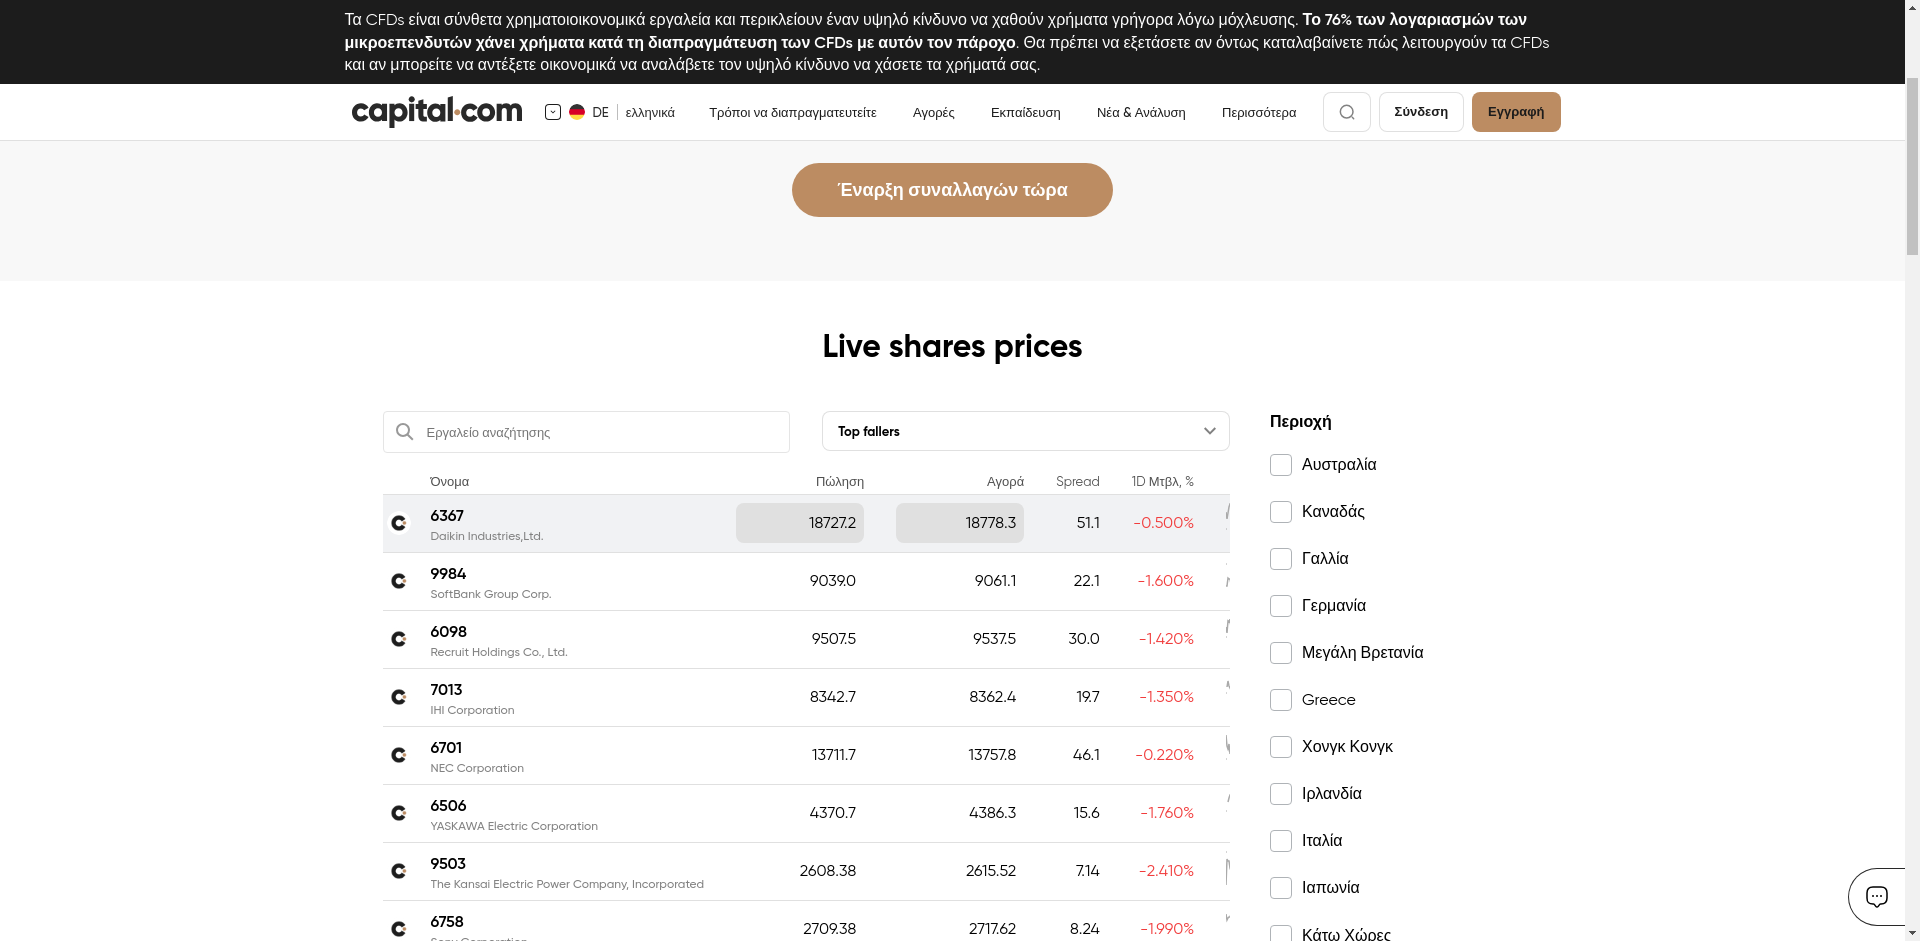 Τα CFDs είναι σύνθετα χρηματοιοικονομικά εργαλεία και περικλείουν έναν υψηλό κίνδυνο να χαθούν χρήματα γρήγορα λόγω μόχλευσης. Το 76% των λογαριασμών των
μικροεπενδυτών χάνει χρήματα κατά τη διαπραγμάτευση των CFDs με αυτόν τον πάροχο. Θα πρέπει να εξετάσετε αν όντως καταλαβαίνετε πώς λειτουργούν τα CFDs
και αν μπορείτε να αντέξετε οικονομικά να αναλάβετε τον υψηλό κίνδυνο να χάσετε τα χρήματά σας.
capital.com DE ελληνικά Τρόποι να διαπραγματευτείτε Αγορές Εκπαίδευση Νέα & Ανάλυση Περισσότερα Σύνδεση Εγγραφή
Έναρξη συναλλαγών τώρα
Live shares prices
Εργαλείο αναζήτησης Top fallers
Όνομα Πώληση Αγορά Spread 1D Μτβλ, %
6367 18727.2 18778.3 51.1 -0.500%
Daikin Industries,Ltd.
9984 9039.0 9061.1 22.1 -1.600%
SoftBank Group Corp.
6098 9507.5 9537.5 30.0 -1.420%
Recruit Holdings Co., Ltd.
7013 8342.7 8362.4 19.7 -1.350%
IHI Corporation
6701 13711.7 13757.8 46.1 -0.220%
NEC Corporation
6506 4370.7 4386.3 15.6 -1.760%
YASKAWA Electric Corporation
9503 2608.38 2615.52 7.14 -2.410%
The Kansai Electric Power Company, Incorporated
6758 2709.38 2717.62 8.24 -1.990%
Sony Corporation
Περιοχή
Αυστραλία
Καναδάς
Γαλλία
Γερμανία
Μεγάλη Βρετανία
Greece
Χονγκ Κονγκ
Ιρλανδία
Ιταλία
Ιαπωνία
Κάτω Χώρες